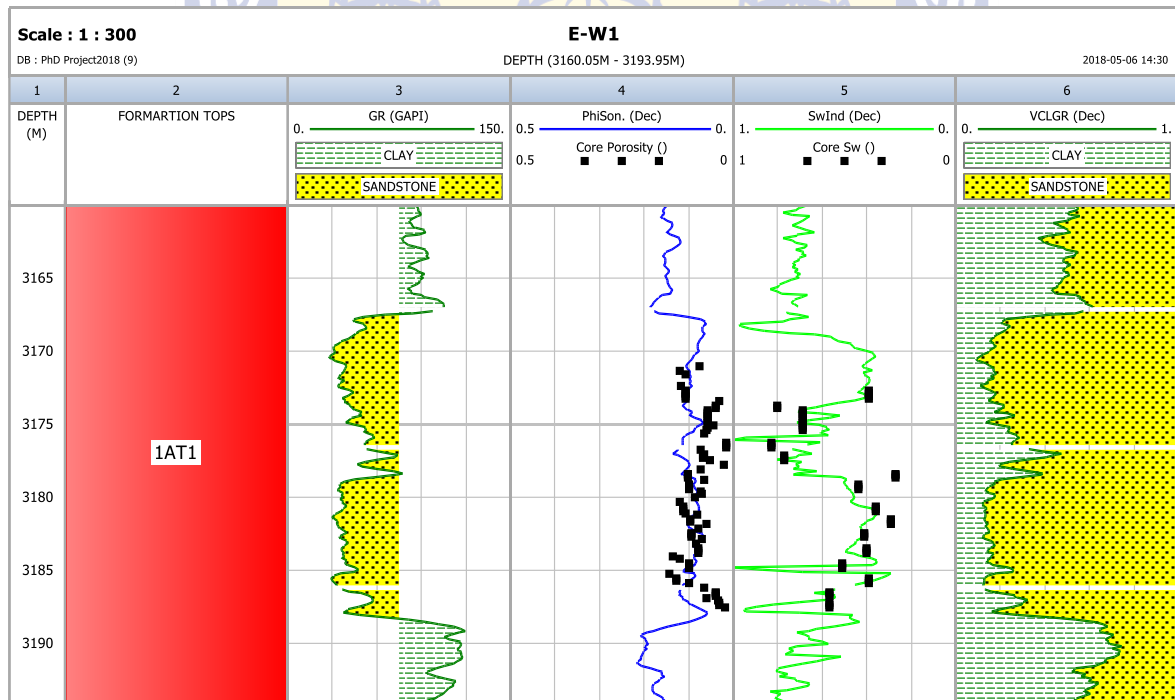 Scale : 1 : 300
E-W1
DB : PhD Project2018 (9)
DEPTH (3160.05M - 3193.95M)
2018-05-06 14:30
1 2 3 4 5 6
DEPTH (M)
FORMARTION TOPS
GR (GAPI)
0. 150.
CLAY
SANDSTONE
PhiSon. (Dec)
0.5 0.
Core Porosity ()
0.5 0
SwInd (Dec)
1. 0.
Core Sw ()
1 0
VCLGR (Dec)
0. 1.
CLAY
SANDSTONE
3165
3170
3175
1AT1
3180
3185
3190